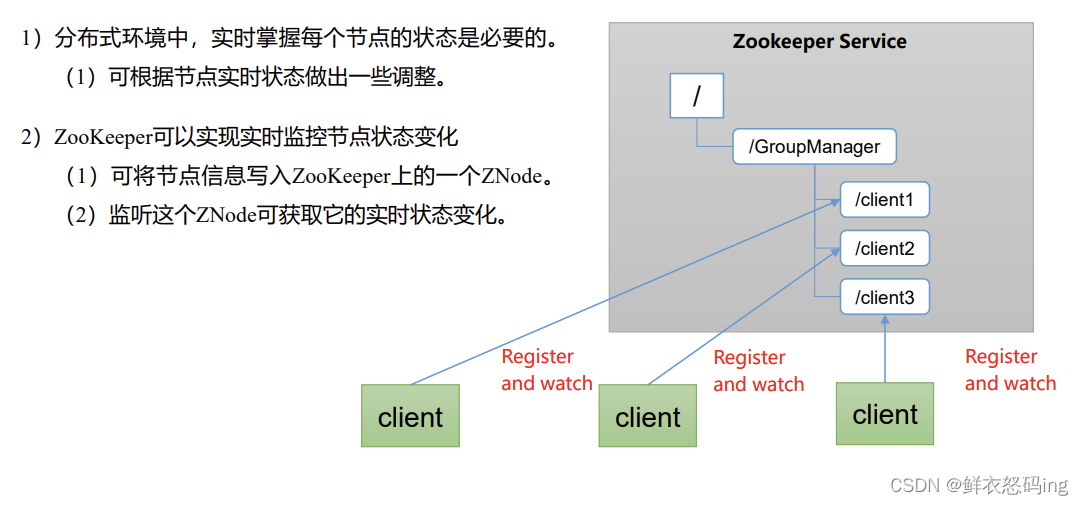 1）分布式环境中，实时掌握每个节点的状态是必要的。
（1）可根据节点实时状态做出一些调整。
2）ZooKeeper可以实现实时监控节点状态变化
（1）可将节点信息写入ZooKeeper上的一个ZNode。
（2）监听这个ZNode可获取它的实时状态变化。
Zookeeper Service
/
/GroupManager
/client1
/client2
/client3
Register
and watch
Register
and watch
Register
and watch
client
client
client
CSDN @鲜衣怒码ing